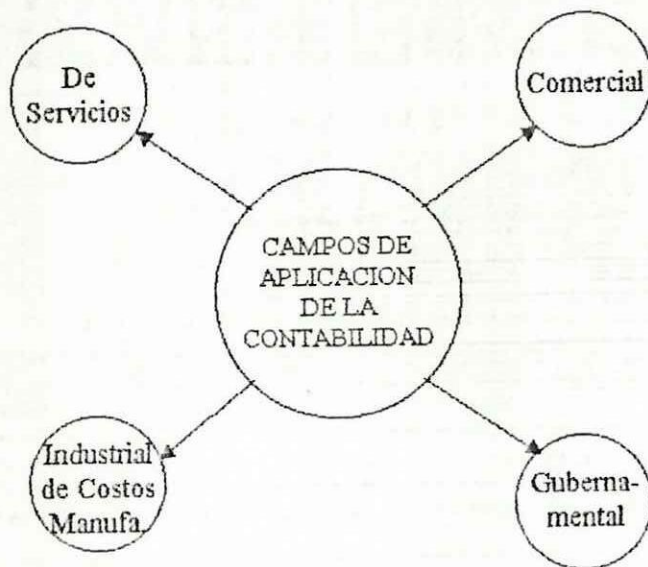 De
Servicios
Comercial
CAMPOS DE
APLICACION
DE LA
CONTABILIDAD
Industrial
de Costos
Manufa.
Guberna-
mental